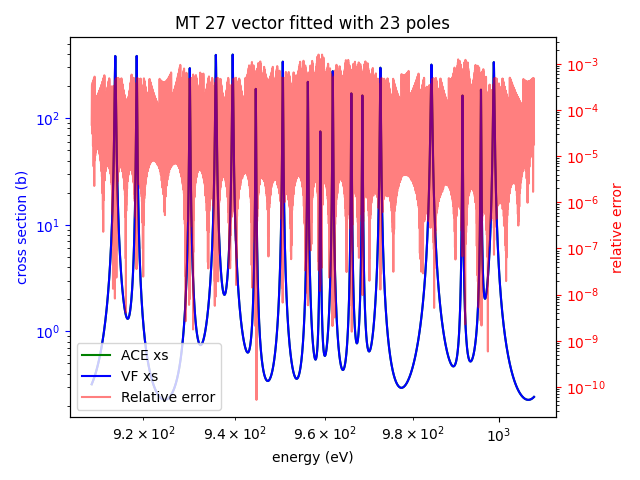 MT 27 vector fitted with 23 poles
cross section (b)
10²
10¹
10⁰
10⁻³
10⁻⁴
10⁻⁵
10⁻⁶
10⁻⁷
10⁻⁸
10⁻⁹
10⁻¹⁰
relative error
ACE xs
VF xs
Relative error
9.2 × 10² 9.4 × 10² 9.6 × 10² 9.8 × 10² 10³
energy (eV)